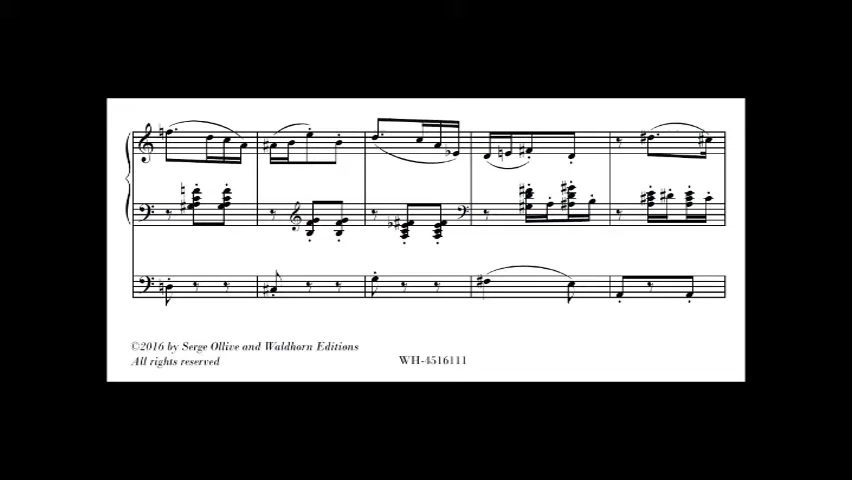 ©2016 by Serge Ollive and Waldhorn Editions
All rights reserved
WH-4516111